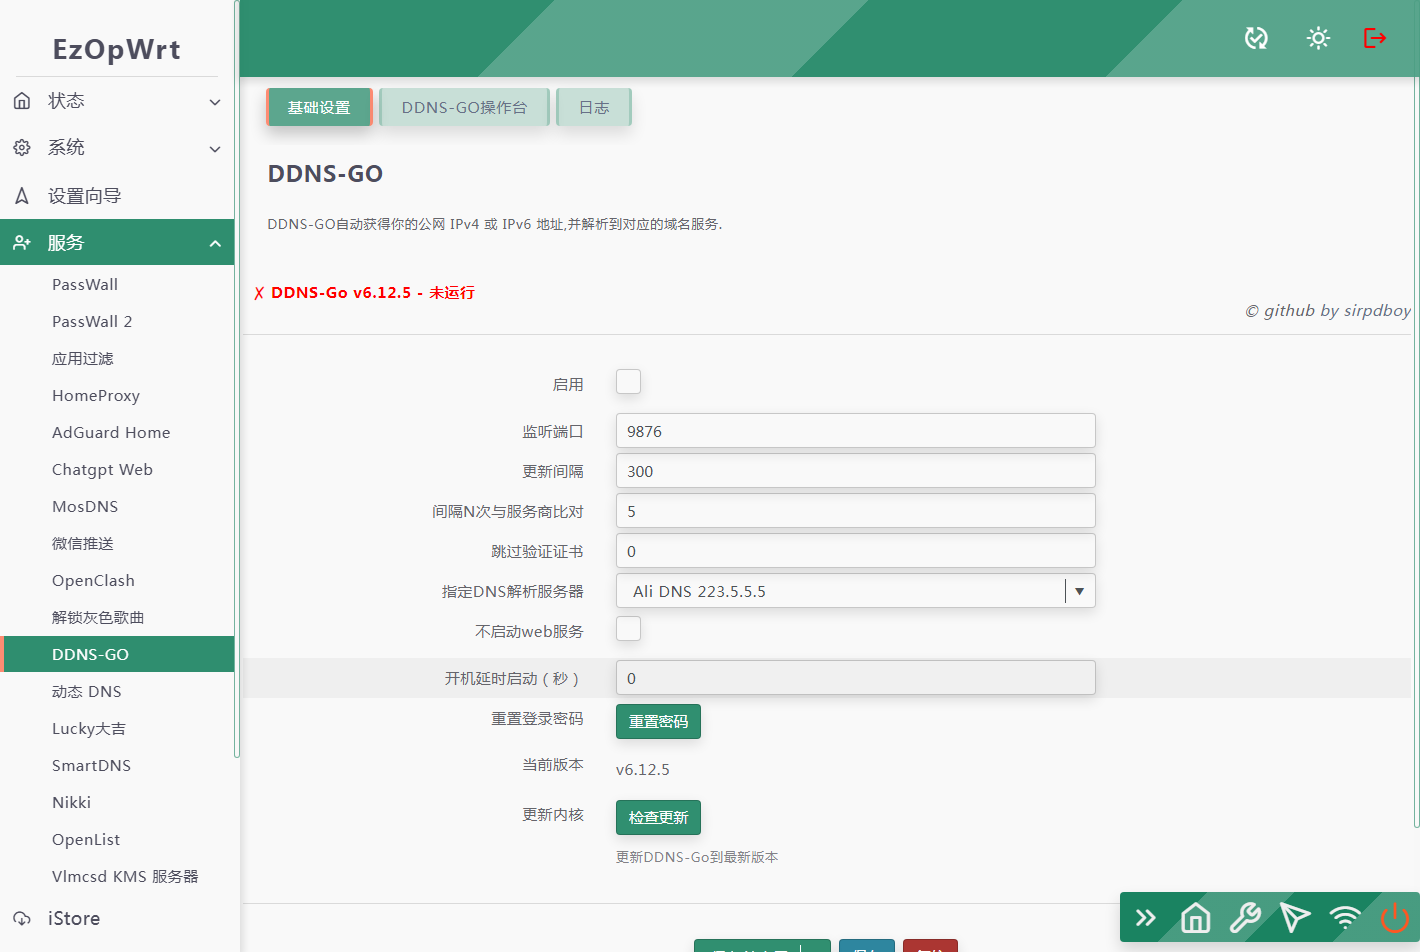 EzOpWrt
状态
系统
设置向导
服务
PassWall
PassWall 2
应用过滤
HomeProxy
AdGuard Home
Chatgpt Web
MosDNS
微信推送
OpenClash
解锁灰色歌曲
DDNS-GO
动态 DNS
Lucky大吉
SmartDNS
Nikki
OpenList
Vlmcsd KMS 服务器
iStore
基础设置
DDNS-GO操作台
日志
DDNS-GO
DDNS-GO自动获得你的公网 IPv4 或 IPv6 地址,并解析到对应的域名服务.
✗ DDNS-Go v6.12.5 - 未运行
© github by sirpdboy
启用
监听端口 9876
更新间隔 300
间隔N次与服务商比对 5
跳过验证证书 0
指定DNS解析服务器 Ali DNS 223.5.5.5
不启动web服务
开机延时启动（秒） 0
重置登录密码 重置密码
当前版本 v6.12.5
更新内核 检查更新
更新DDNS-Go到最新版本